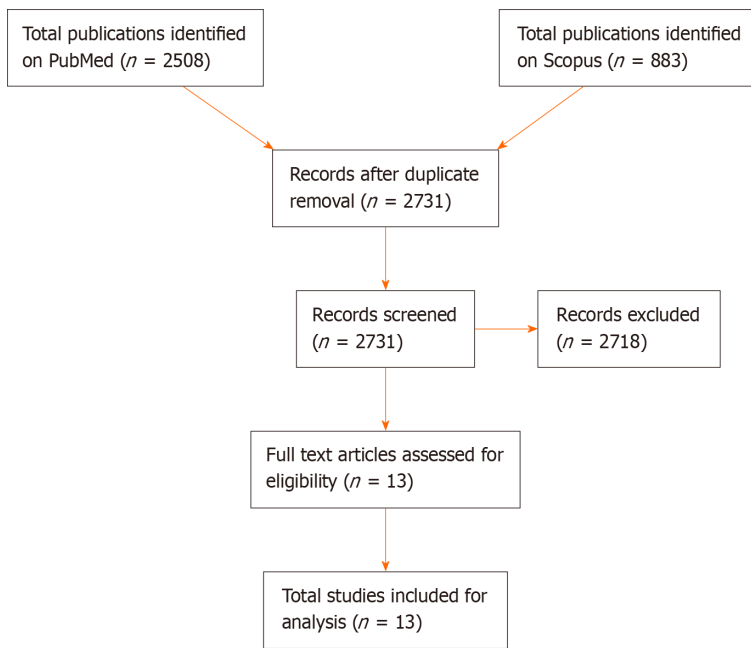 Total publications identified
on PubMed (n = 2508)
Total publications identified
on Scopus (n = 883)
Records after duplicate
removal (n = 2731)
Records screened
(n = 2731)
Records excluded
(n = 2718)
Full text articles assessed for
eligibility (n = 13)
Total studies included for
analysis (n = 13)